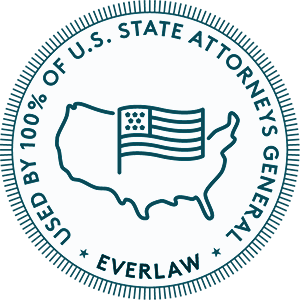 USED BY 100% OF U.S. STATE ATTORNEYS GENERAL
EVERLAW